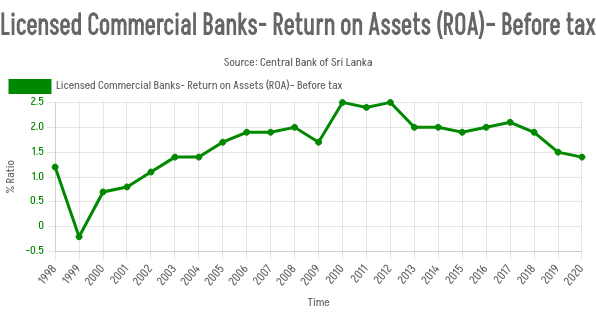 Licensed Commercial Banks- Return on Assets (ROA)- Before tax
Source: Central Bank of Sri Lanka
Licensed Commercial Banks- Return on Assets (ROA)- Before tax
2.5
2.0
1.5
1.0
0.5
0
-0.5
% Ratio
1998 1999 2000 2001 2002 2003 2004 2005 2006 2007 2008 2009 2010 2011 2012 2013 2014 2015 2016 2017 2018 2019 2020
Time